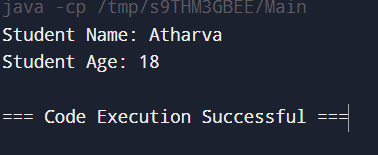 java -cp /tmp/s9THM3GBEE/Main
Student Name: Atharva
Student Age: 18
=== Code Execution Successful ===